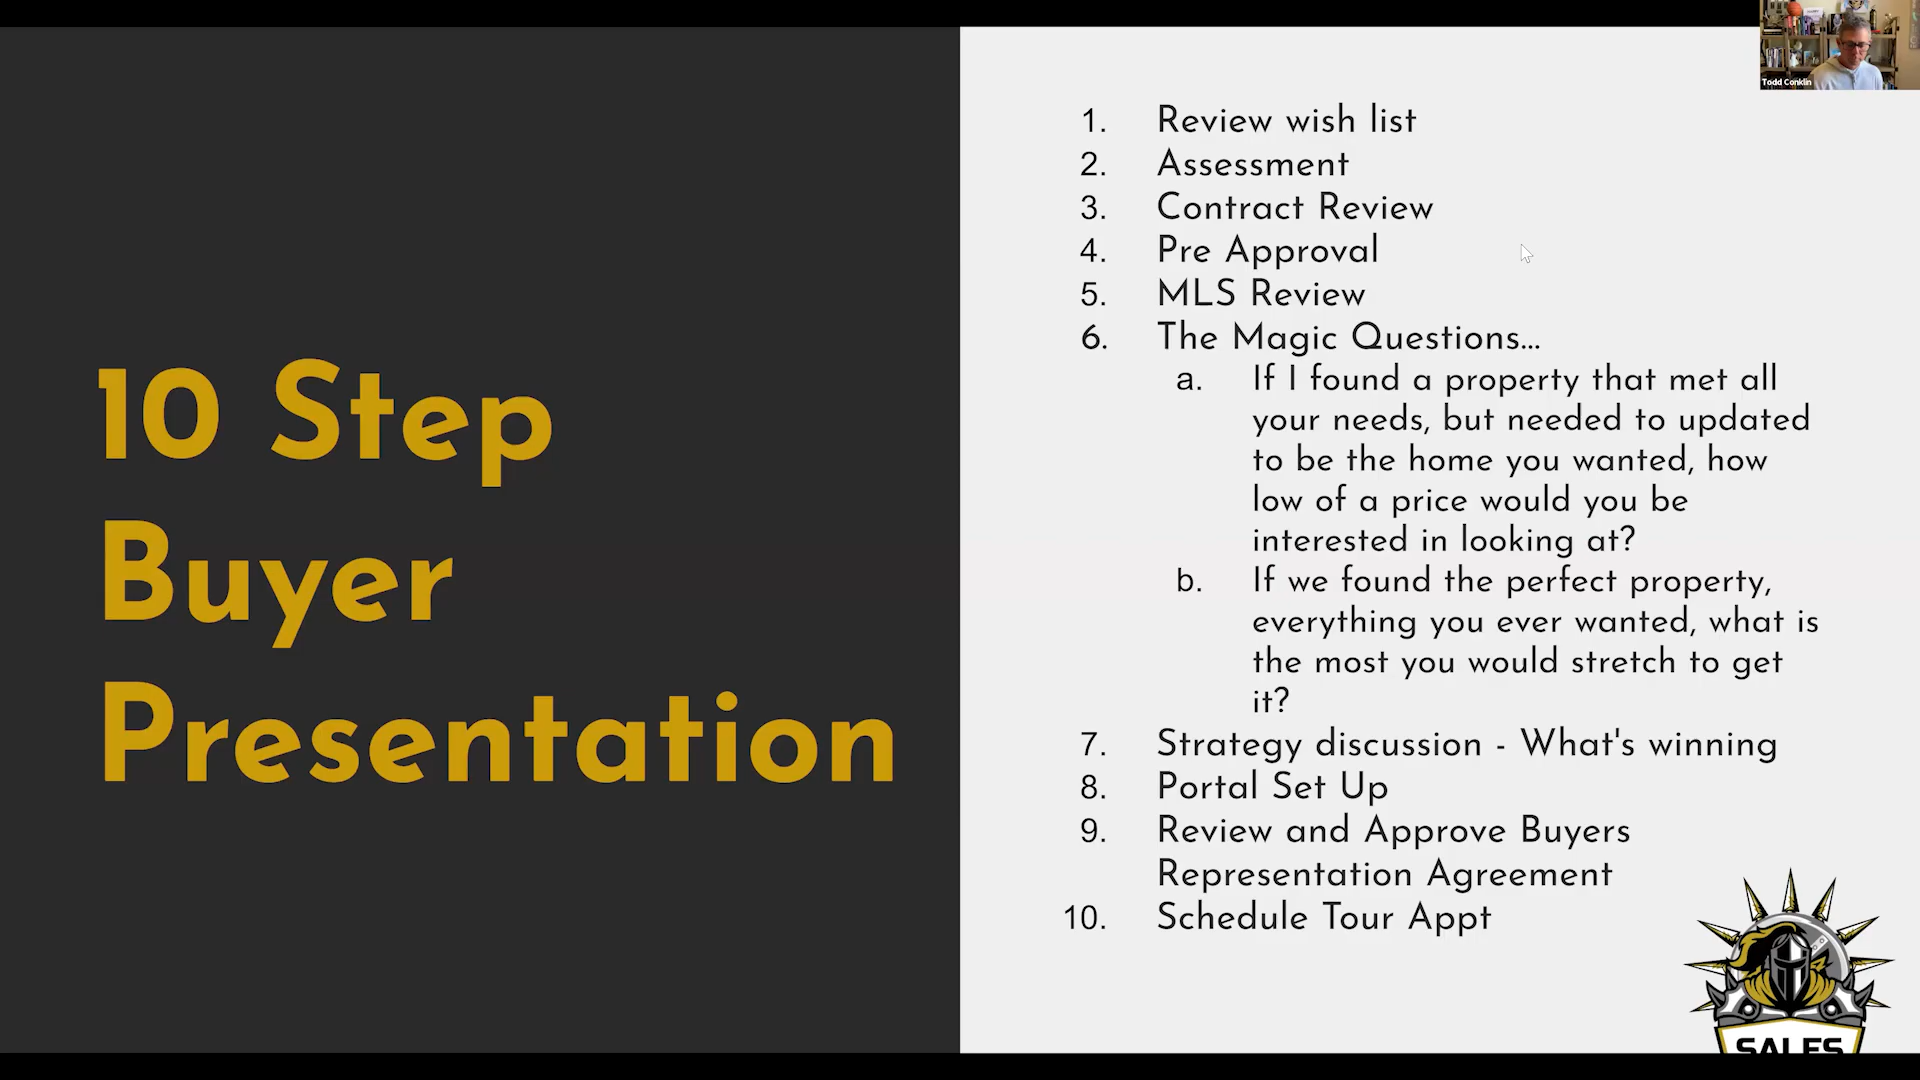 Todd Conklin
10 Step
Buyer
Presentation
1. Review wish list
2. Assessment
3. Contract Review
4. Pre Approval
5. MLS Review
6. The Magic Questions...
a. If I found a property that met all
your needs, but needed to updated
to be the home you wanted, how
low of a price would you be
interested in looking at?
b. If we found the perfect property,
everything you ever wanted, what is
the most you would stretch to get
it?
7. Strategy discussion - What's winning
8. Portal Set Up
9. Review and Approve Buyers
Representation Agreement
10. Schedule Tour Appt
SALES